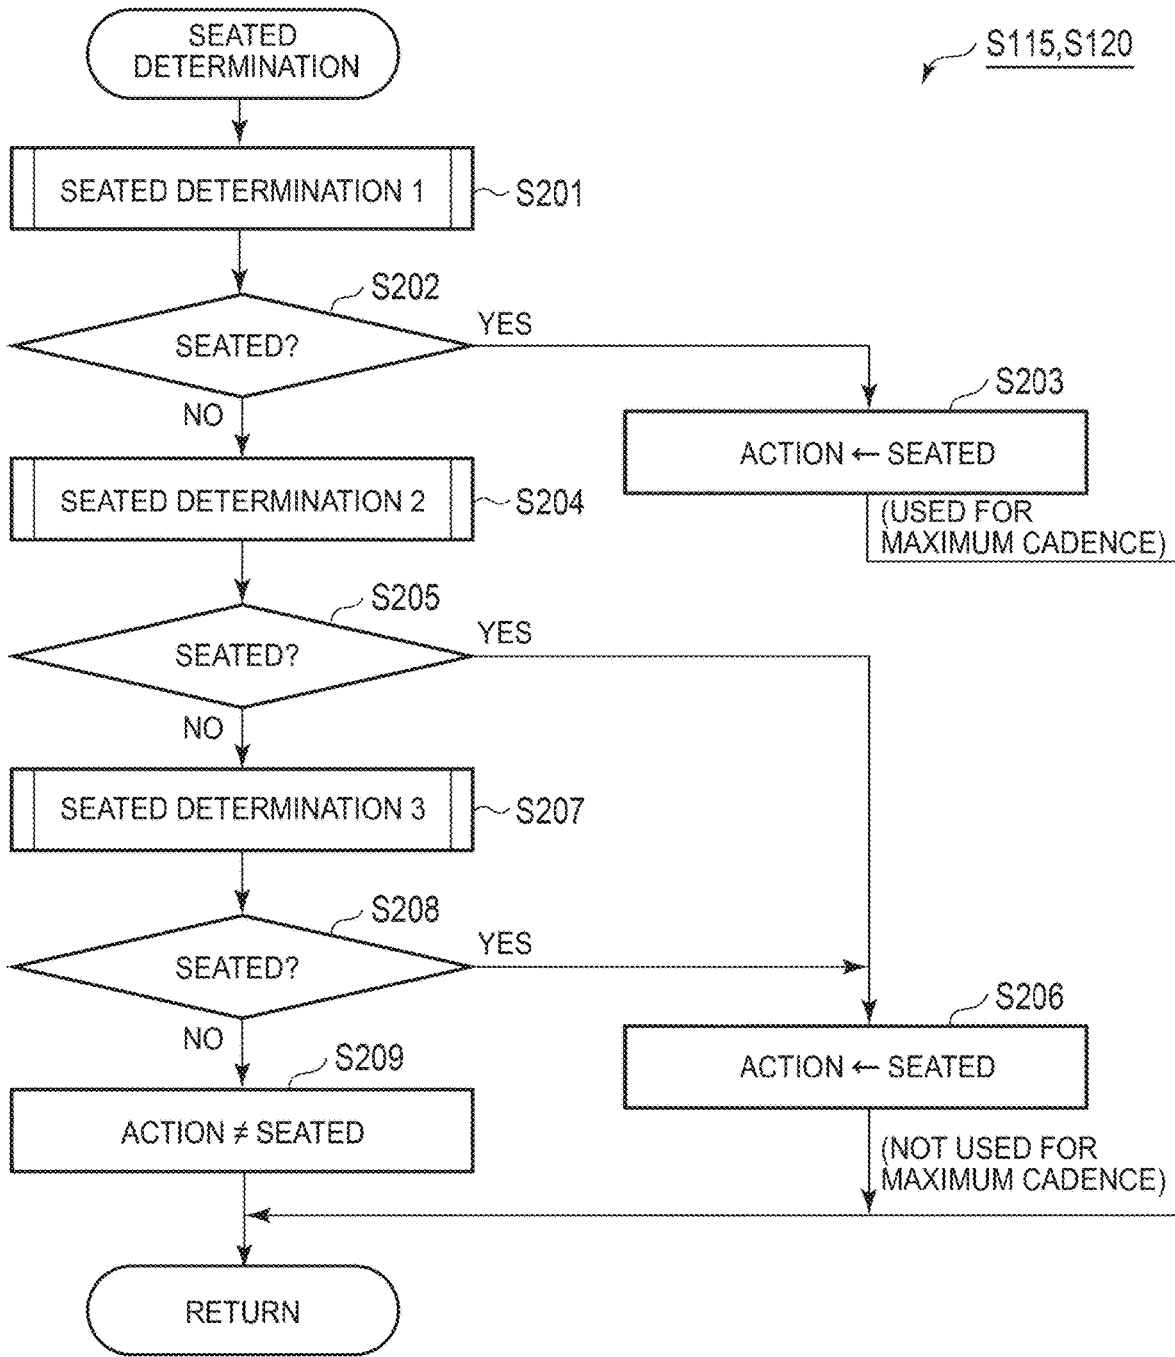 SEATED
DETERMINATION
S115,S120
SEATED DETERMINATION 1
S201
S202
SEATED?
YES
NO
S203
ACTION ← SEATED
(USED FOR
MAXIMUM CADENCE)
SEATED DETERMINATION 2
S204
S205
SEATED?
YES
NO
SEATED DETERMINATION 3
S207
S208
SEATED?
YES
NO
S206
ACTION ← SEATED
(NOT USED FOR
MAXIMUM CADENCE)
S209
ACTION ≠ SEATED
RETURN